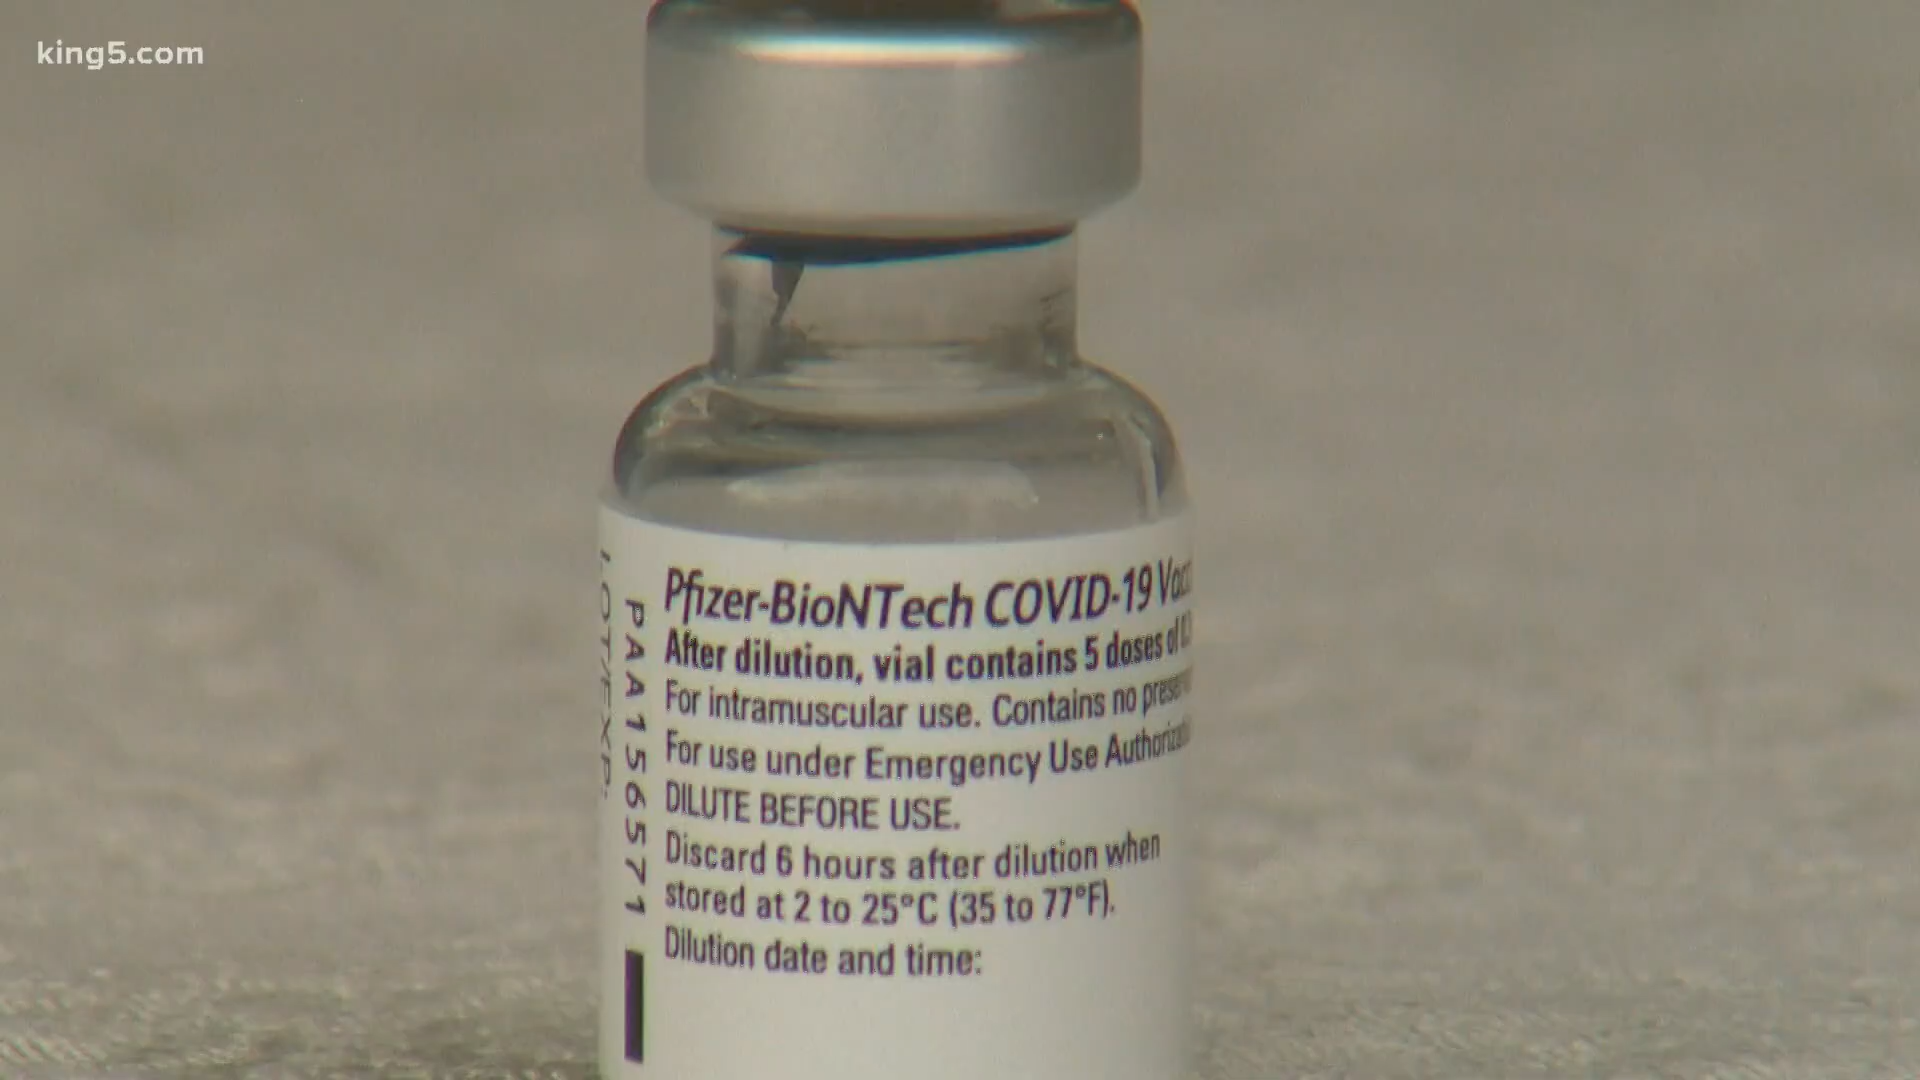 king5.com
Pfizer-BioNTech COVID-19
After dilution, vial contains 5 doses of
For intramuscular use. Contains no
For use under Emergency Use
DILUTE BEFORE USE.
Discard 6 hours after dilution when
stored at 2 to 25°C (35 to 77°F).
Dilution date and time:
PAA156571
LOT/EXP: